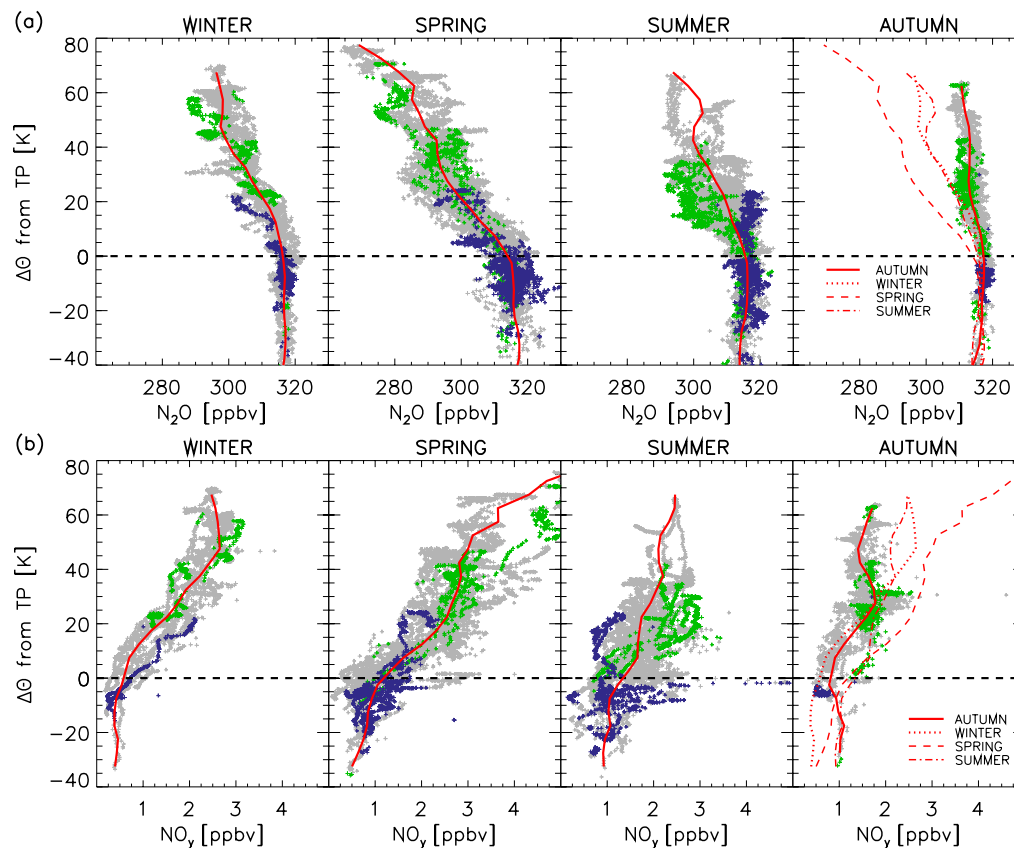 (a)
WINTER
SPRING
SUMMER
AUTUMN
80
60
40
20
0
−20
−40
ΔΘ from TP [K]
AUTUMN
WINTER
SPRING
SUMMER
280 300 320
280 300 320
280 300 320
280 300 320
N₂O [ppbv]
N₂O [ppbv]
N₂O [ppbv]
N₂O [ppbv]
(b)
WINTER
SPRING
SUMMER
AUTUMN
80
60
40
20
0
−20
−40
ΔΘ from TP [K]
AUTUMN
WINTER
SPRING
SUMMER
1 2 3 4
1 2 3 4
1 2 3 4
1 2 3 4
NOy [ppbv]
NOy [ppbv]
NOy [ppbv]
NOy [ppbv]